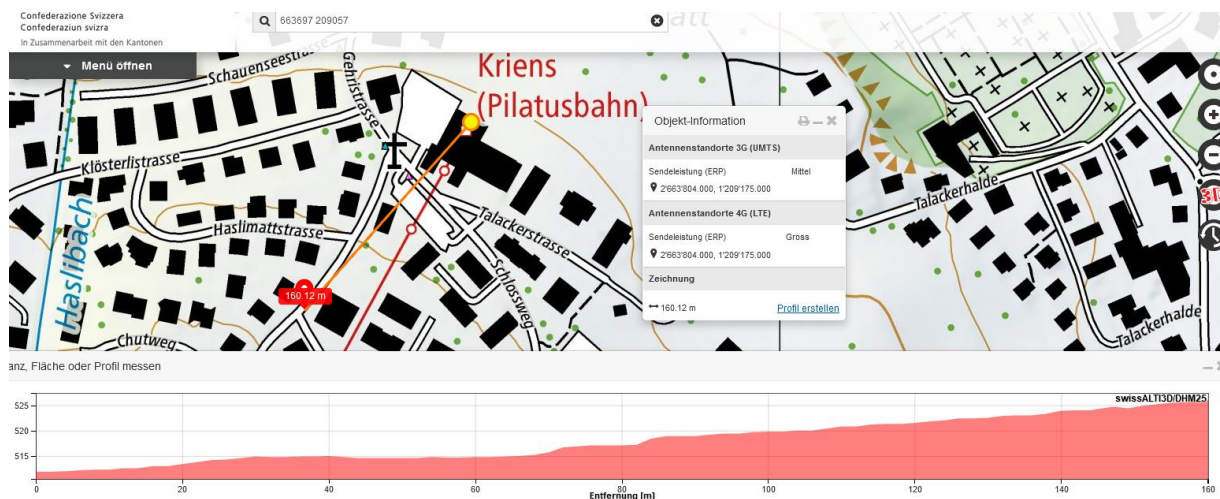 Confederazione Svizzera
Confederaziun svizra
In Zusammenarbeit mit den Kantonen
663697 209057
Menü öffnen
Schauenseestrasse
Gehristrasse
Kriens
(Pilatusbahn)
Klösterlistrasse
Haslimattstrasse
Haslibach
Talackerstrasse
Schlossweg
Chutweg
Talackerhalde
Talackerhalde
160.12 m
3D
Objekt-Information
Antennenstandorte 3G (UMTS)
Sendeleistung (ERP) Mittel
2'663'804.000, 1'209'175.000
Antennenstandorte 4G (LTE)
Sendeleistung (ERP) Gross
2'663'804.000, 1'209'175.000
Zeichnung
160.12 m Profil erstellen
anz, Fläche oder Profil messen
swissALTI3D/DHM25
525
520
515
0 20 40 60 80 100 120 140 160
Entfernung [m]